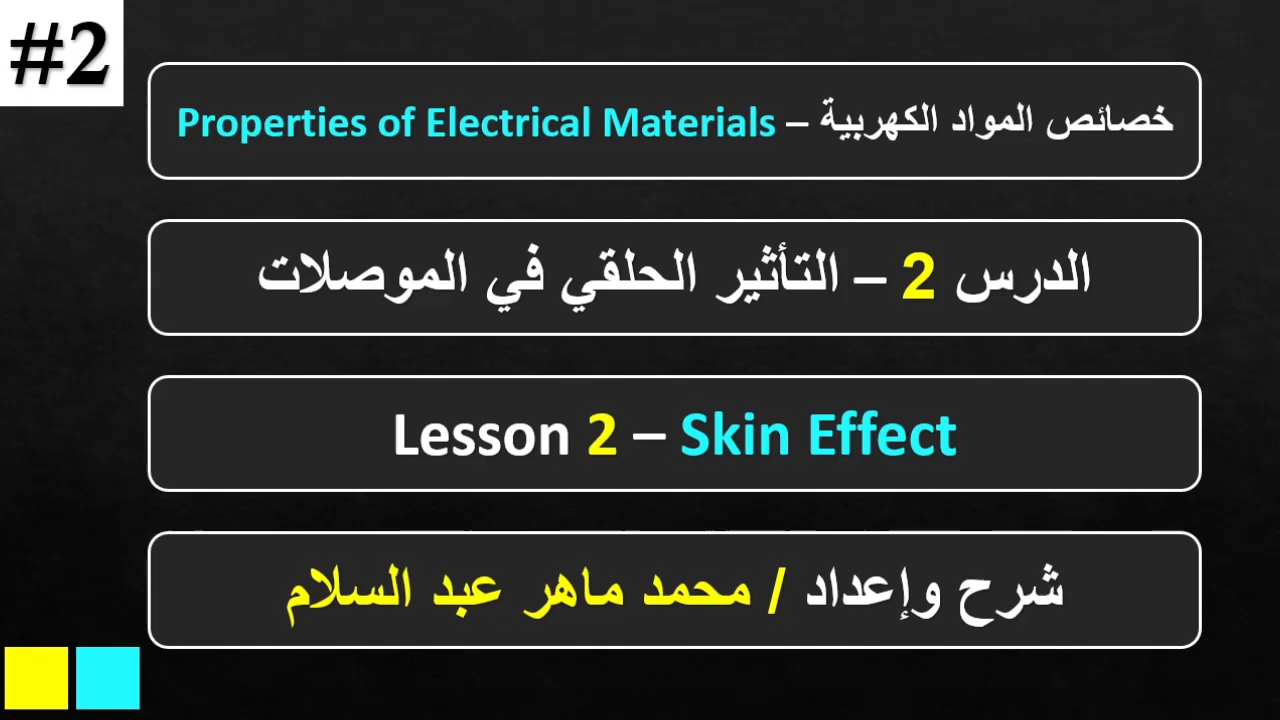 #2
خصائص المواد الكهربية – Properties of Electrical Materials
الدرس 2 – التأثير الحلقي في الموصلات
Lesson 2 – Skin Effect
شرح وإعداد / محمد ماهر عبد السلام